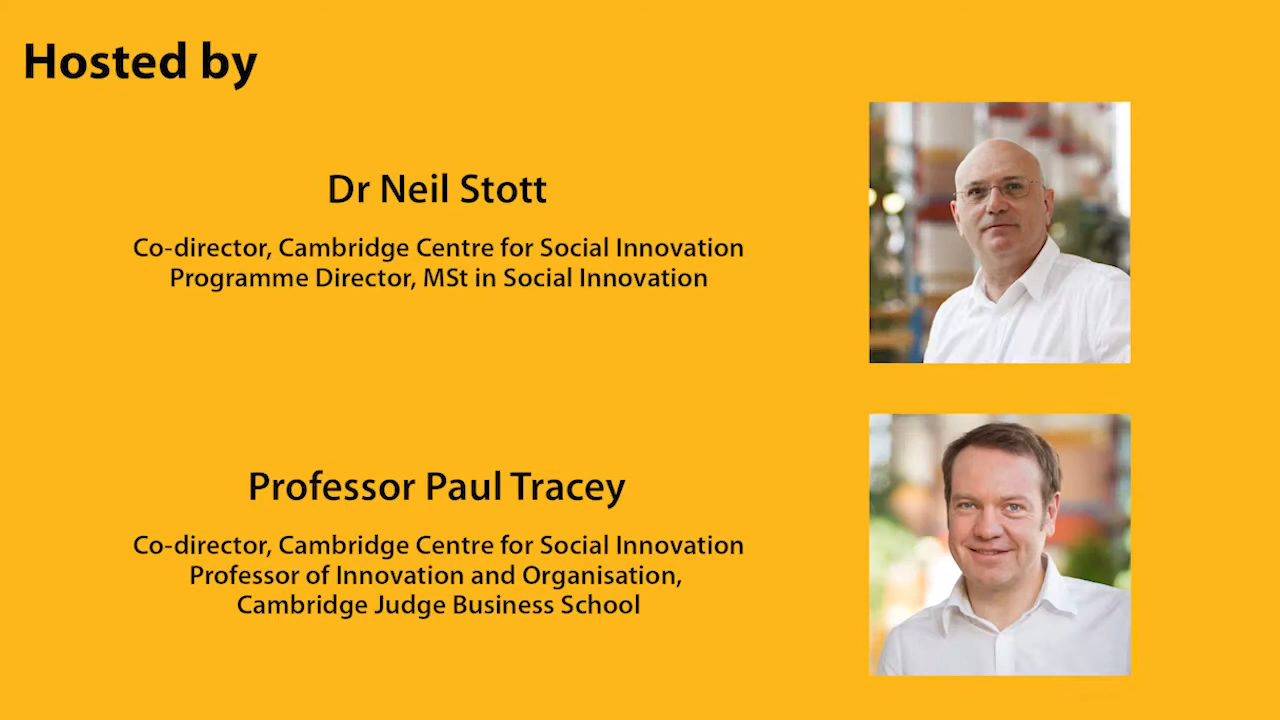 Hosted by
Dr Neil Stott
Co-director, Cambridge Centre for Social Innovation
Programme Director, MSt in Social Innovation
Professor Paul Tracey
Co-director, Cambridge Centre for Social Innovation
Professor of Innovation and Organisation,
Cambridge Judge Business School